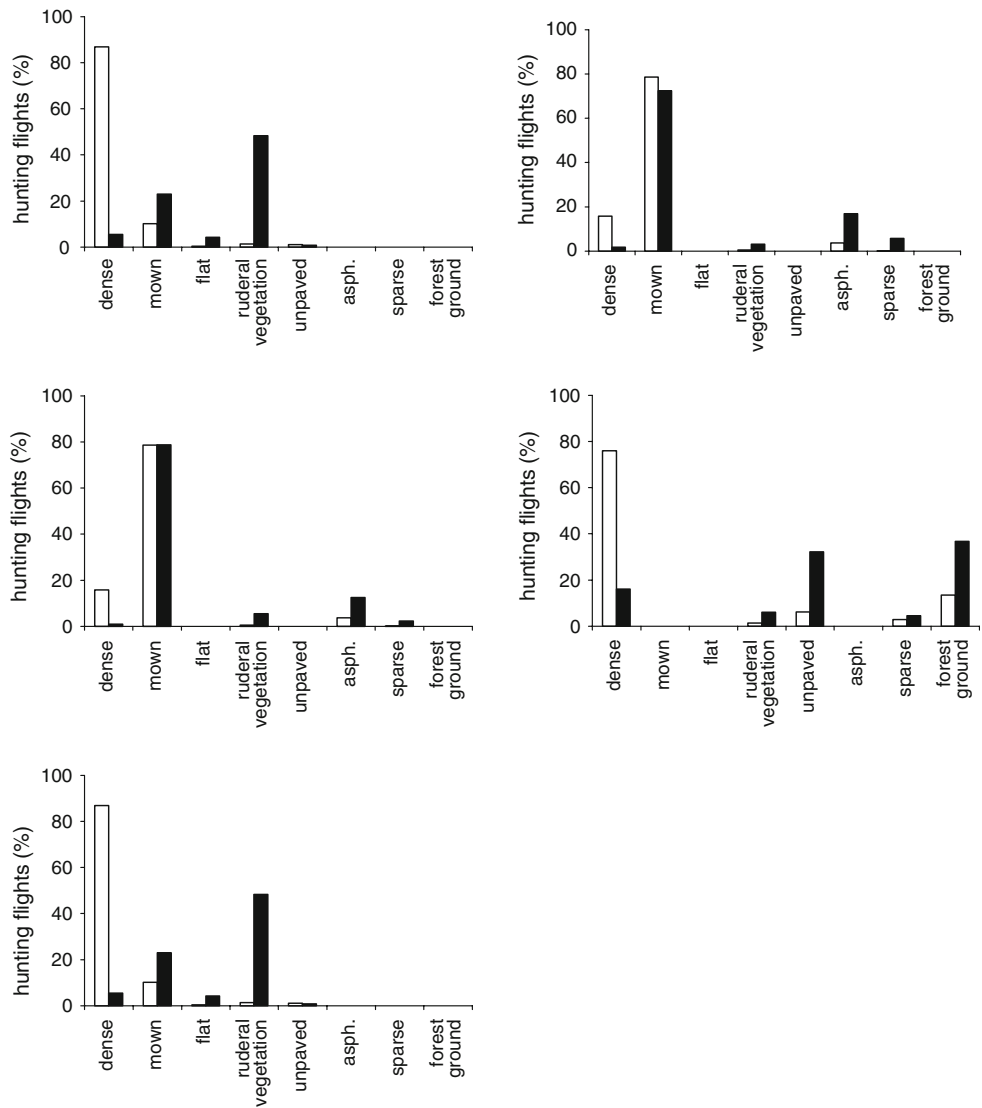 hunting flights (%)
100
80
60
40
20
0
dense
mown
flat
ruderal
vegetation
unpaved
asph.
sparse
forest
ground
hunting flights (%)
100
80
60
40
20
0
dense
mown
flat
ruderal
vegetation
unpaved
asph.
sparse
forest
ground
hunting flights (%)
100
80
60
40
20
0
dense
mown
flat
ruderal
vegetation
unpaved
asph.
sparse
forest
ground
hunting flights (%)
100
80
60
40
20
0
dense
mown
flat
ruderal
vegetation
unpaved
asph.
sparse
forest
ground
hunting flights (%)
100
80
60
40
20
0
dense
mown
flat
ruderal
vegetation
unpaved
asph.
sparse
forest
ground